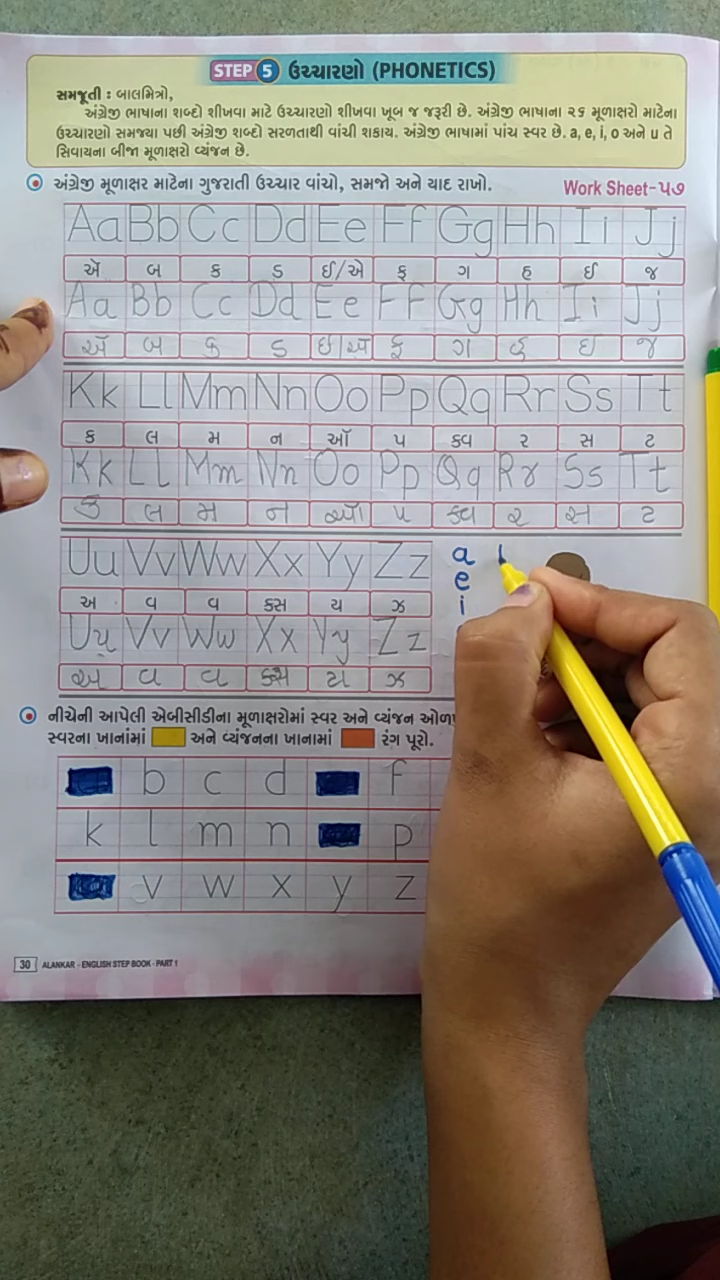 STEP 5 ઉચ્ચારણો (PHONETICS)
સમજૂતી : બાલમિત્રો,
અંગ્રેજી ભાષાના શબ્દો શીખવા માટે ઉચ્ચારણો શીખવા ખૂબ જ જરૂરી છે. અંગ્રેજી ભાષાના ૨૬ મૂળાક્ષરો માટેના
ઉચ્ચારણો સમજ્યા પછી અંગ્રેજી શબ્દો સરળતાથી વાંચી શકાય. અંગ્રેજી ભાષામાં પાંચ સ્વર છે. a, e, i, o અને u તે
સિવાયના બીજા મૂળાક્ષરો વ્યંજન છે.
અંગ્રેજી મૂળાક્ષર માટેના ગુજરાતી ઉચ્ચાર વાંચો, સમજો અને યાદ રાખો.
Work Sheet-૫૭
Aa Bb Cc Dd Ee Ff Gg Hh Ii Jj
ઍ બ ક ડ ઈ/એ ફ ગ હ ઈ જ
Aa Bb Cc Dd Ee Ff Gg Hh Ii Jj
ઍ બ ક ડ ઈ/એ ફ ગ હ ઈ જ
Kk Ll Mm Nn Oo Pp Qq Rr Ss Tt
ક લ મ ન ઑ પ ક્વ ર સ ટ
Kk Ll Mm Nn Oo Pp Qq Rr Ss Tt
ક લ મ ન ઑ પ ક્વ ર સ ટ
Uu Vv Ww Xx Yy Zz
અ વ વ ક્સ ય ઝ
Uu Vv Ww Xx Yy Zz
અ વ વ ક્સ ય ઝ
a
e
i
નીચેની આપેલી એબીસીડીના મૂળાક્ષરોમાં સ્વર અને વ્યંજન
સ્વરના ખાનાંમાં અને વ્યંજનના ખાનામાં રંગ પૂરો.
b c d f
k l m n p
v w x y z
30 ALANKAR - ENGLISH STEP BOOK - PART 1